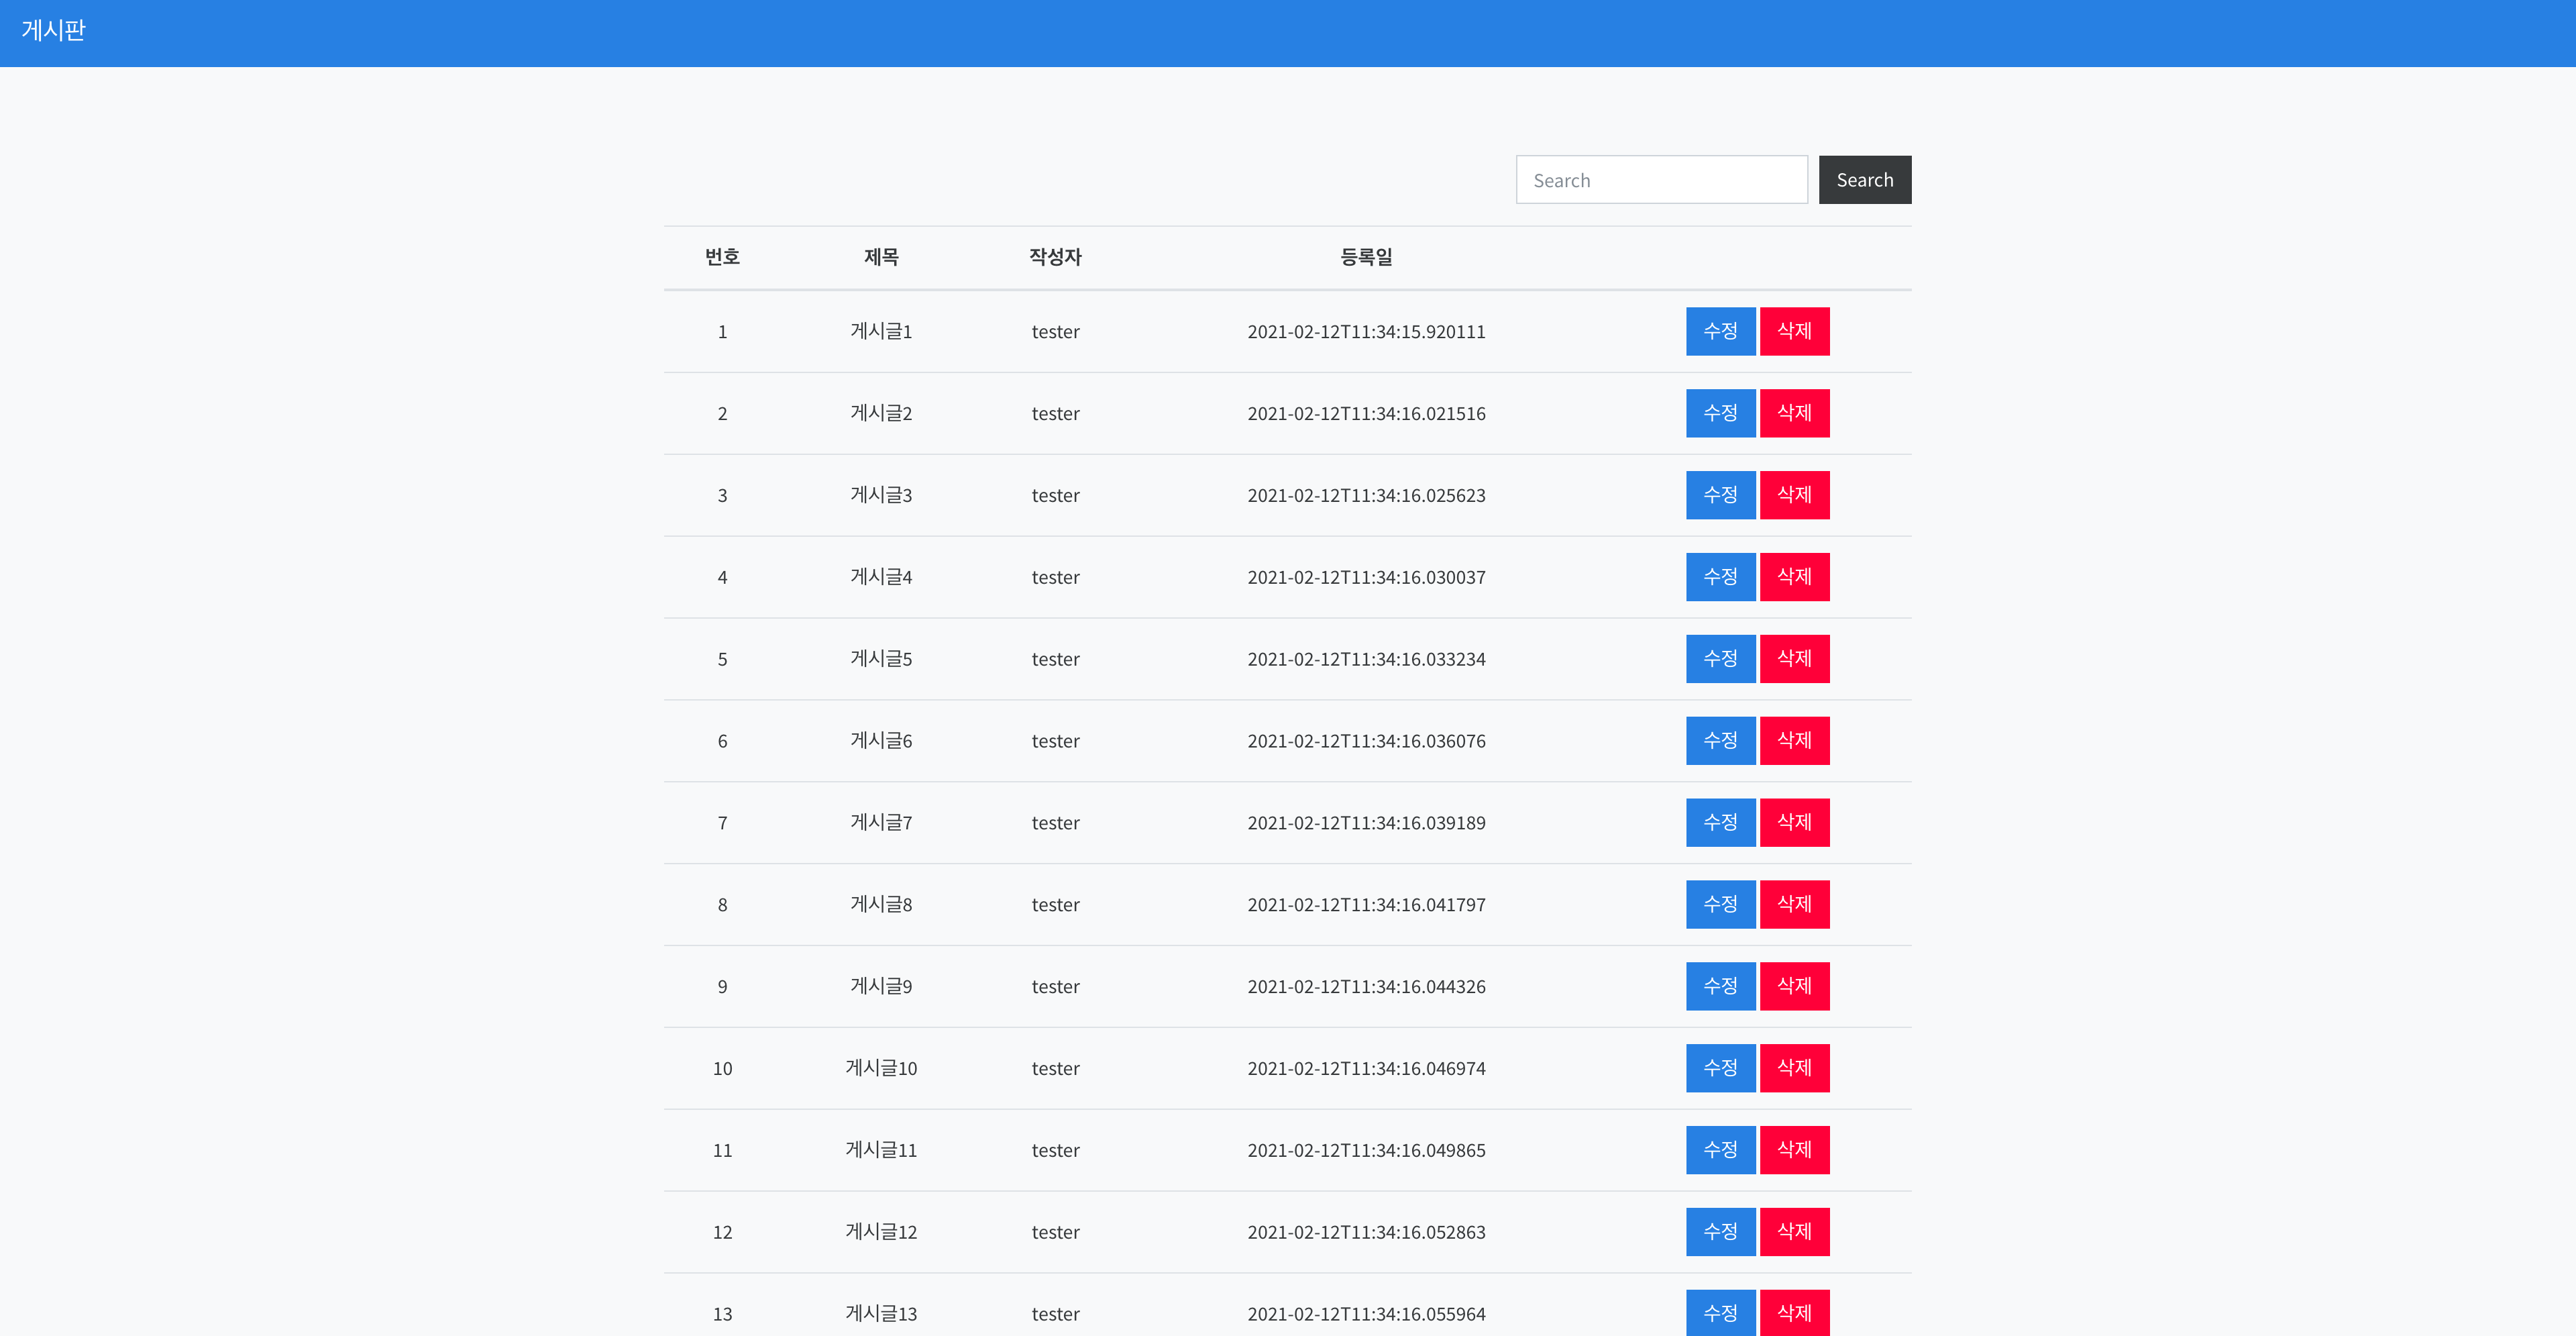 게시판
Search Search
번호 제목 작성자 등록일
1 게시글1 tester 2021-02-12T11:34:15.920111 수정 삭제
2 게시글2 tester 2021-02-12T11:34:16.021516 수정 삭제
3 게시글3 tester 2021-02-12T11:34:16.025623 수정 삭제
4 게시글4 tester 2021-02-12T11:34:16.030037 수정 삭제
5 게시글5 tester 2021-02-12T11:34:16.033234 수정 삭제
6 게시글6 tester 2021-02-12T11:34:16.036076 수정 삭제
7 게시글7 tester 2021-02-12T11:34:16.039189 수정 삭제
8 게시글8 tester 2021-02-12T11:34:16.041797 수정 삭제
9 게시글9 tester 2021-02-12T11:34:16.044326 수정 삭제
10 게시글10 tester 2021-02-12T11:34:16.046974 수정 삭제
11 게시글11 tester 2021-02-12T11:34:16.049865 수정 삭제
12 게시글12 tester 2021-02-12T11:34:16.052863 수정 삭제
13 게시글13 tester 2021-02-12T11:34:16.055964 수정 삭제